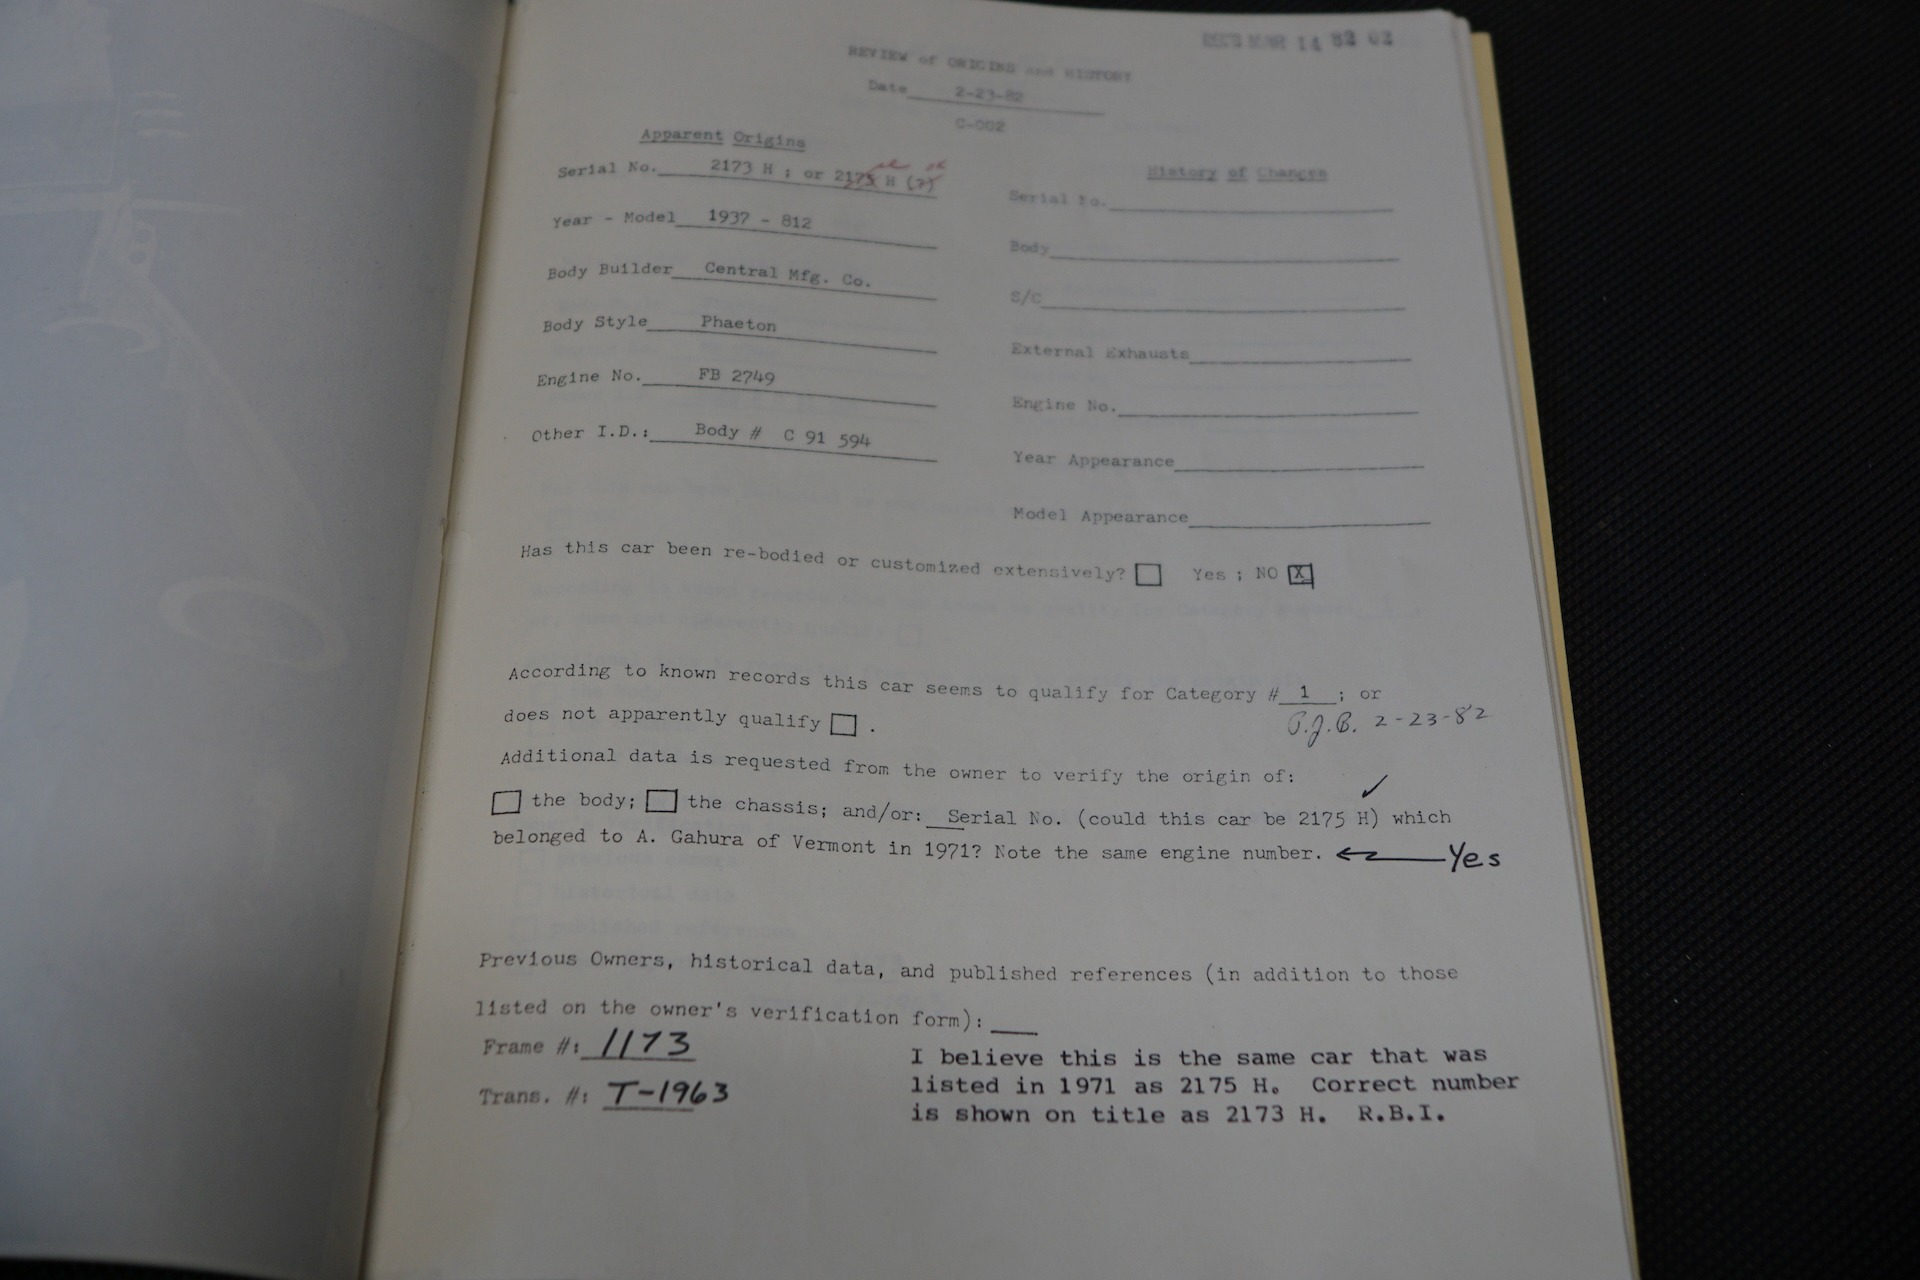 REC'D MAR 14 82 02
REVIEW of ORIGINS and HISTORY
Date 2-23-82
C-002
Apparent Origins
Serial No. 2173 H ; or 2175 H (?)
Year - Model 1937 - 812
Body Builder Central Mfg. Co.
Body Style Phaeton
Engine No. FB 2749
Other I.D.: Body # C 91 594
History of Changes
Serial No.
Body
S/C
External Exhausts
Engine No.
Year Appearance
Model Appearance
Has this car been re-bodied or customized extensively? Yes ; NO X
According to known records this car seems to qualify for Category # 1 ; or
does not apparently qualify .
P.J.B. 2-23-82
Additional data is requested from the owner to verify the origin of:
the body; the chassis; and/or: Serial No. (could this car be 2175 H) which
belonged to A. Gahura of Vermont in 1971? Note the same engine number. Yes
Previous Owners, historical data, and published references (in addition to those
listed on the owner's verification form):
Frame #: 1173
Trans. #: T-1963
I believe this is the same car that was
listed in 1971 as 2175 H. Correct number
is shown on title as 2173 H. R.B.I.